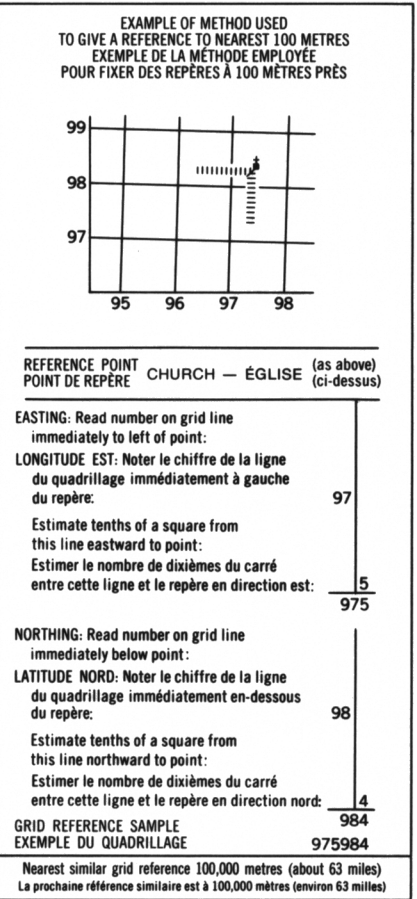 EXAMPLE OF METHOD USED
TO GIVE A REFERENCE TO NEAREST 100 METRES
EXEMPLE DE LA MÉTHODE EMPLOYÉE
POUR FIXER DES REPÈRES À 100 MÈTRES PRÈS
99
98
97
95 96 97 98
REFERENCE POINT
POINT DE REPÈRE
CHURCH — ÉGLISE
(as above)
(ci-dessus)
EASTING: Read number on grid line
immediately to left of point:
LONGITUDE EST: Noter le chiffre de la ligne
du quadrillage immédiatement à gauche
du repère: 97
Estimate tenths of a square from
this line eastward to point:
Estimer le nombre de dixièmes du carré
entre cette ligne et le repère en direction est: 5
975
NORTHING: Read number on grid line
immediately below point:
LATITUDE NORD: Noter le chiffre de la ligne
du quadrillage immédiatement en-dessous
du repère: 98
Estimate tenths of a square from
this line northward to point:
Estimer le nombre de dixièmes du carré
entre cette ligne et le repère en direction nord: 4
984
GRID REFERENCE SAMPLE
EXEMPLE DU QUADRILLAGE 975984
Nearest similar grid reference 100,000 metres (about 63 miles)
La prochaine référence similaire est à 100,000 mètres (environ 63 milles)